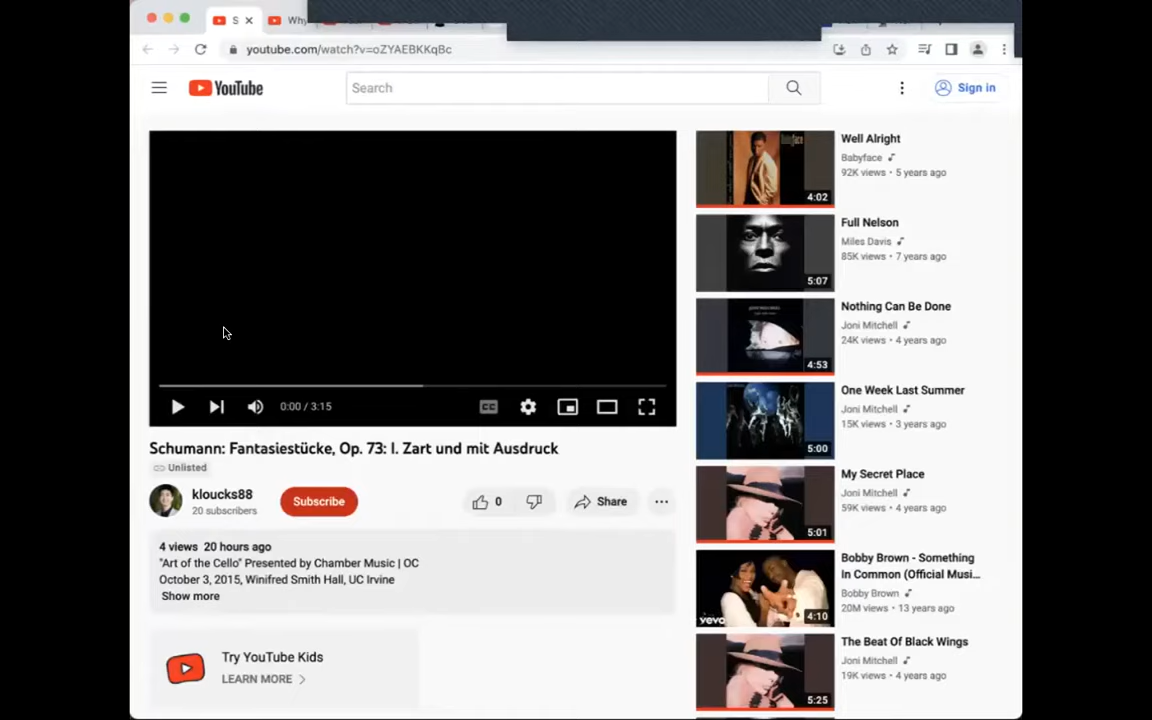 S
Why
youtube.com/watch?v=oZYAEBKKqBc
YouTube
Search
Sign in
0:00 / 3:15
CC
Schumann: Fantasiestücke, Op. 73: I. Zart und mit Ausdruck
Unlisted
kloucks88
20 subscribers
Subscribe
0
Share
4 views 20 hours ago
"Art of the Cello" Presented by Chamber Music | OC
October 3, 2015, Winifred Smith Hall, UC Irvine
Show more
Try YouTube Kids
LEARN MORE
4:02
Well Alright
Babyface
92K views • 5 years ago
5:07
Full Nelson
Miles Davis
85K views • 7 years ago
4:53
Nothing Can Be Done
Joni Mitchell
24K views • 4 years ago
5:00
One Week Last Summer
Joni Mitchell
15K views • 3 years ago
5:01
My Secret Place
Joni Mitchell
59K views • 4 years ago
vevo
4:10
Bobby Brown - Something
In Common (Official Musi...
Bobby Brown
20M views • 13 years ago
5:25
The Beat Of Black Wings
Joni Mitchell
19K views • 4 years ago